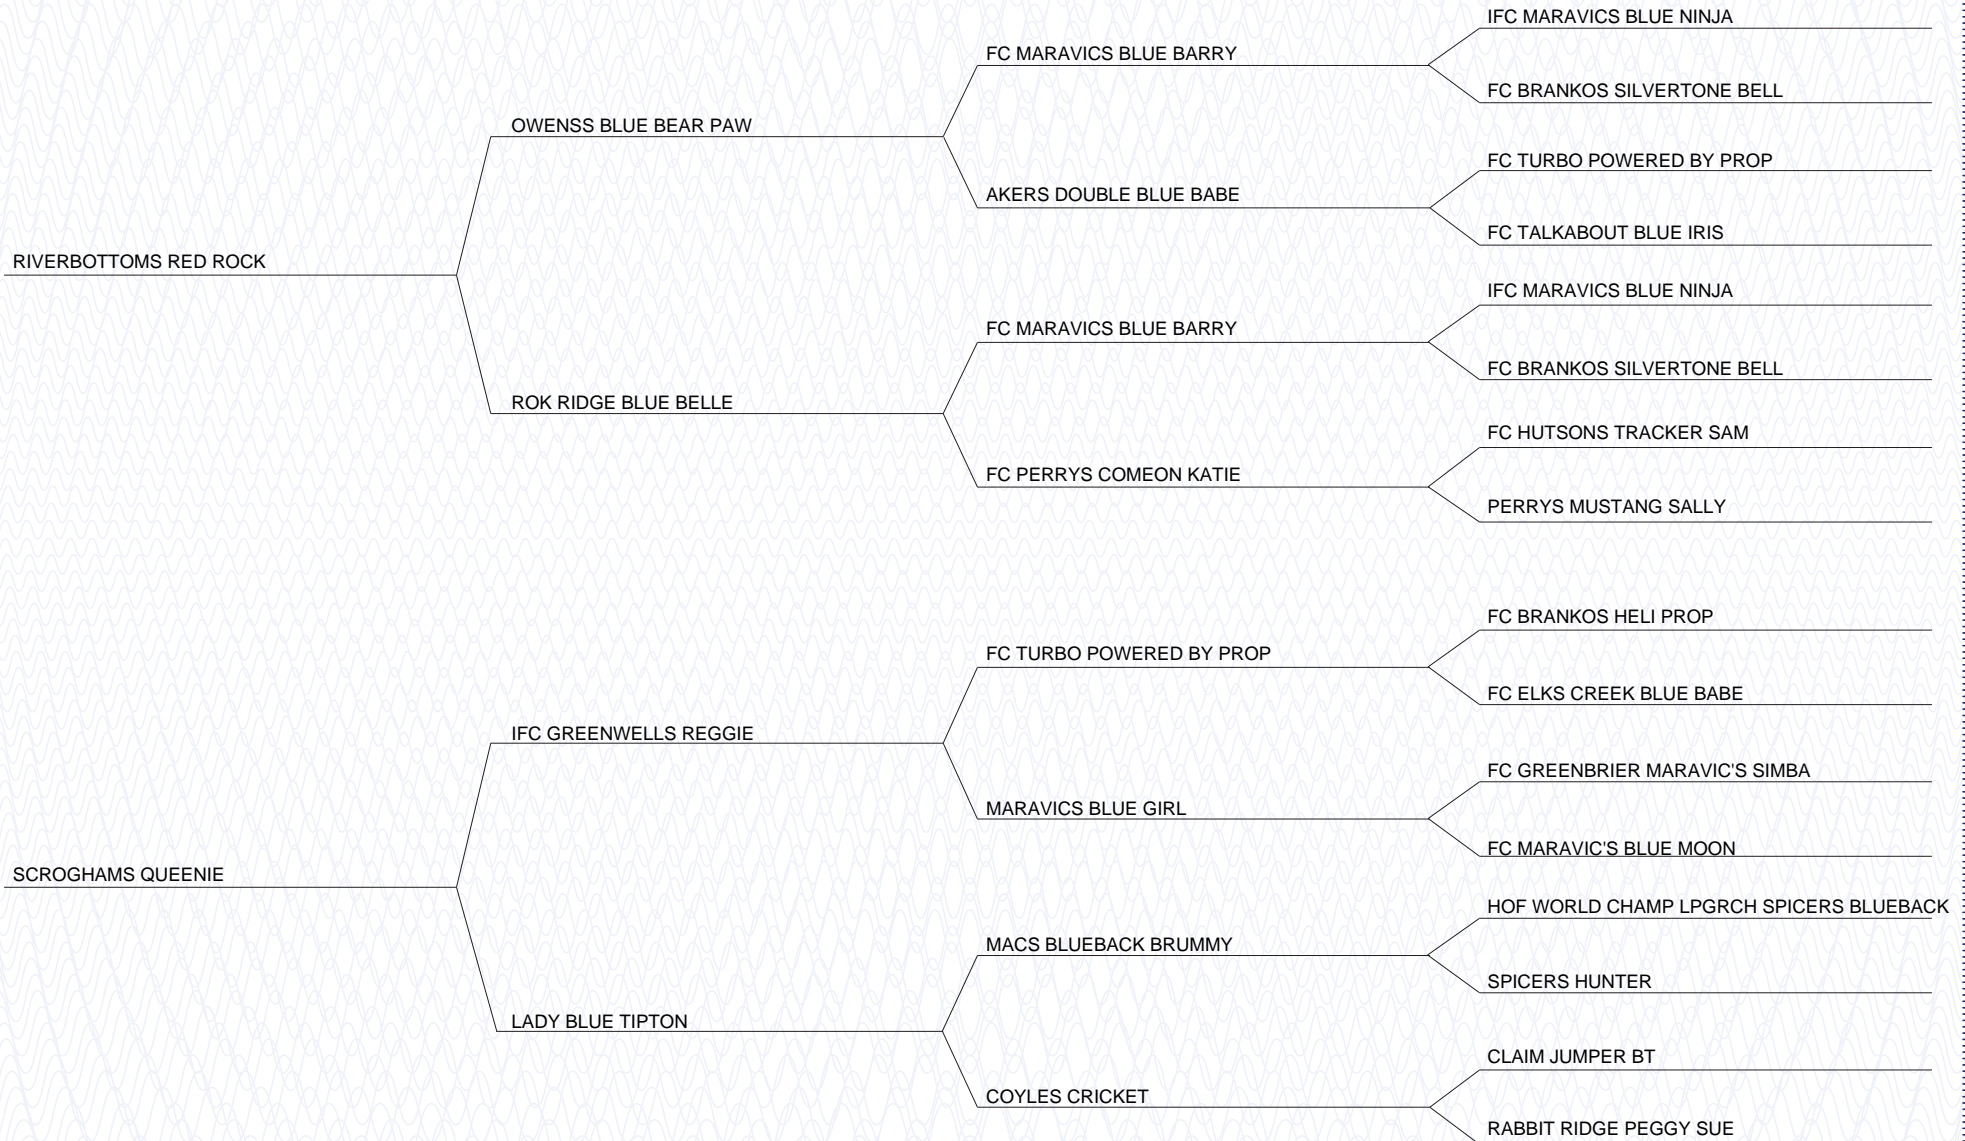 IFC MARAVICS BLUE NINJA
FC MARAVICS BLUE BARRY
FC BRANKOS SILVERTONE BELL
OWENSS BLUE BEAR PAW
FC TURBO POWERED BY PROP
AKERS DOUBLE BLUE BABE
FC TALKABOUT BLUE IRIS
RIVERBOTTOMS RED ROCK
IFC MARAVICS BLUE NINJA
FC MARAVICS BLUE BARRY
FC BRANKOS SILVERTONE BELL
ROK RIDGE BLUE BELLE
FC HUTSONS TRACKER SAM
FC PERRYS COMEON KATIE
PERRYS MUSTANG SALLY
FC BRANKOS HELI PROP
FC TURBO POWERED BY PROP
FC ELKS CREEK BLUE BABE
IFC GREENWELLS REGGIE
FC GREENBRIER MARAVIC'S SIMBA
MARAVICS BLUE GIRL
FC MARAVIC'S BLUE MOON
SCROGHAMS QUEENIE
HOF WORLD CHAMP LPGRCH SPICERS BLUEBACK
MACS BLUEBACK BRUMMY
SPICERS HUNTER
LADY BLUE TIPTON
CLAIM JUMPER BT
COYLES CRICKET
RABBIT RIDGE PEGGY SUE